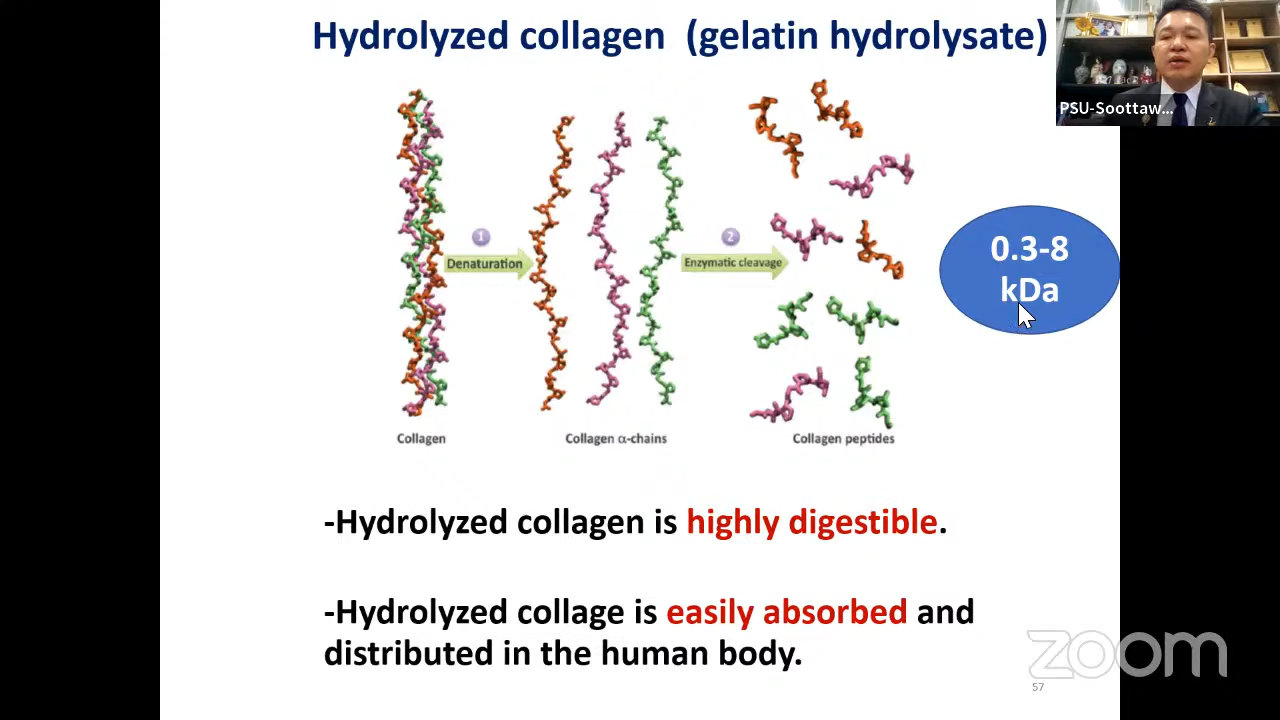 Hydrolyzed collagen (gelatin hydrolysate)
PSU-Soottaw...
1
Denaturation
2
Enzymatic cleavage
0.3-8
kDa
Collagen
Collagen α-chains
Collagen peptides
-Hydrolyzed collagen is highly digestible.
-Hydrolyzed collage is easily absorbed and
distributed in the human body.
zoom
57